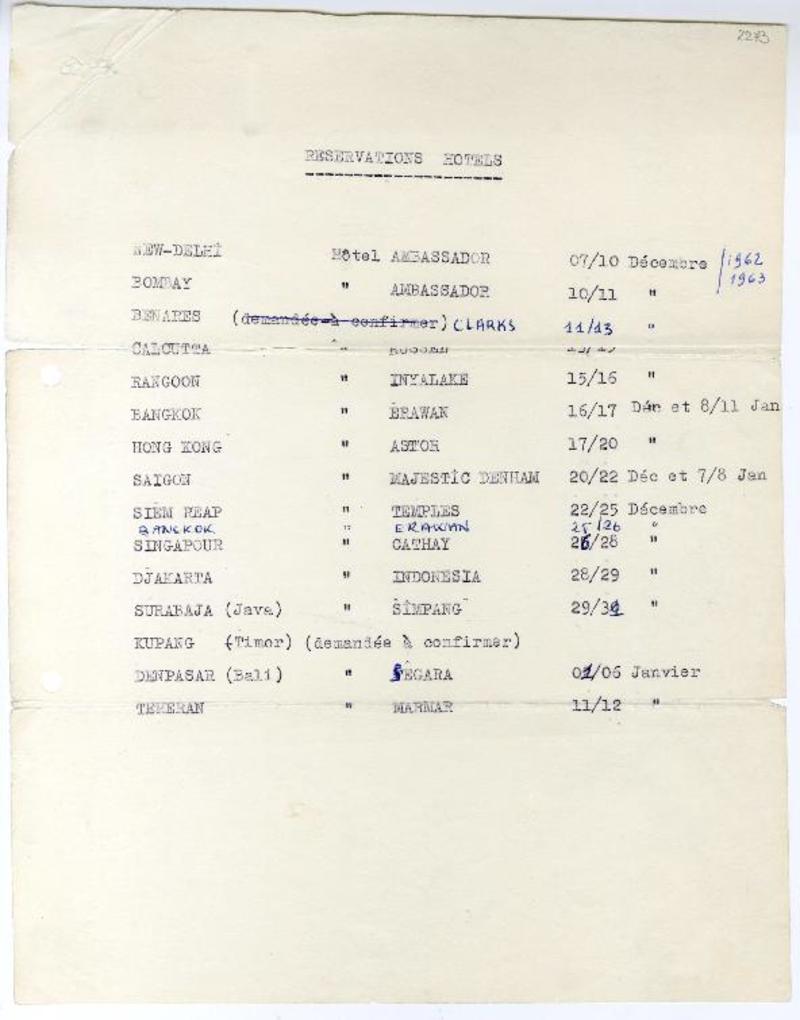 2273
RESERVATIONS HOTELS
NEW-DELHI Hôtel AMBASSADOR 07/10 Décembre /1962
1963
BOMBAY " AMBASSADOR 10/11 "
BENARES (demandée à confirmer) CLARKS 11/13 "
CALCUTTA "
RANGOON " INYALAKE 15/16 "
BANGKOK " ERAWAN 16/17 Déc et 8/11 Jan
HONG KONG " ASTOR 17/20 "
SAIGON " MAJESTIC DENHAM 20/22 Déc et 7/8 Jan
SIEM REAP " TEMPLES 22/25 Décembre
BANGKOK " ERAWAN 25/26 "
SINGAPOUR " CATHAY 26/28 "
DJAKARTA " INDONESIA 28/29 "
SURABAJA (Java) " SIMPANG 29/31 "
KUPANG (Timor) (demandée à confirmer)
DENPASAR (Bali) " SEGARA 01/06 Janvier
TEHERAN " MARMAR 11/12 "